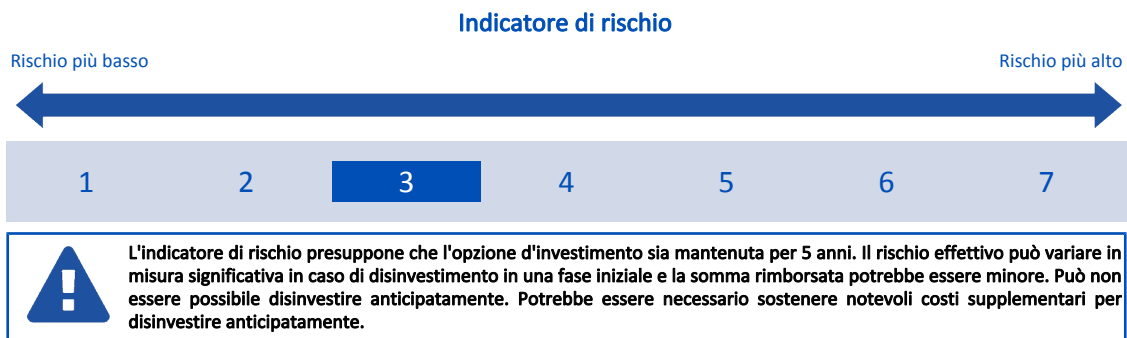 Indicatore di rischio
Rischio più basso
Rischio più alto
1 2 3 4 5 6 7
L'indicatore di rischio presuppone che l'opzione d'investimento sia mantenuta per 5 anni. Il rischio effettivo può variare in
misura significativa in caso di disinvestimento in una fase iniziale e la somma rimborsata potrebbe essere minore. Può non
essere possibile disinvestire anticipatamente. Potrebbe essere necessario sostenere notevoli costi supplementari per
disinvestire anticipatamente.